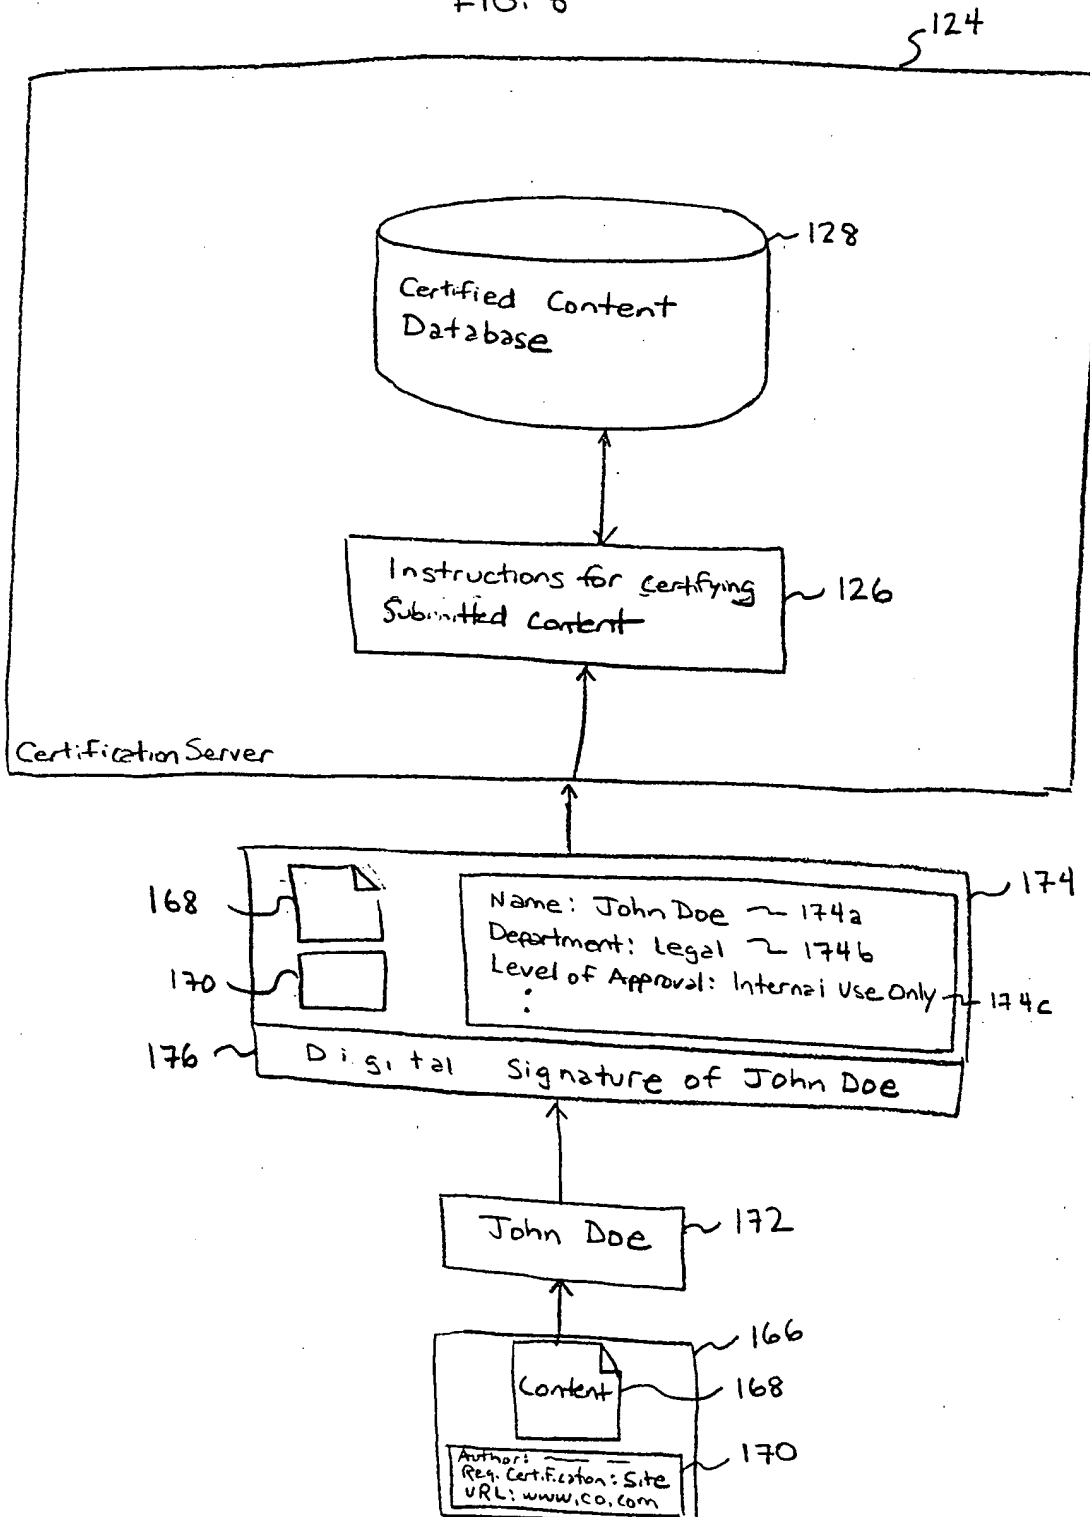 FIG. 6
124
128
Certified Content
Database
Instructions for Certifying
Submitted Content
126
Certification Server
168
170
174
Name: John Doe 174a
Department: Legal 174b
Level of Approval: Internal Use Only 174c
:
176
Digital Signature of John Doe
John Doe
172
166
Content
168
170
Author:
Req. Certification: Site
URL: www.co.com